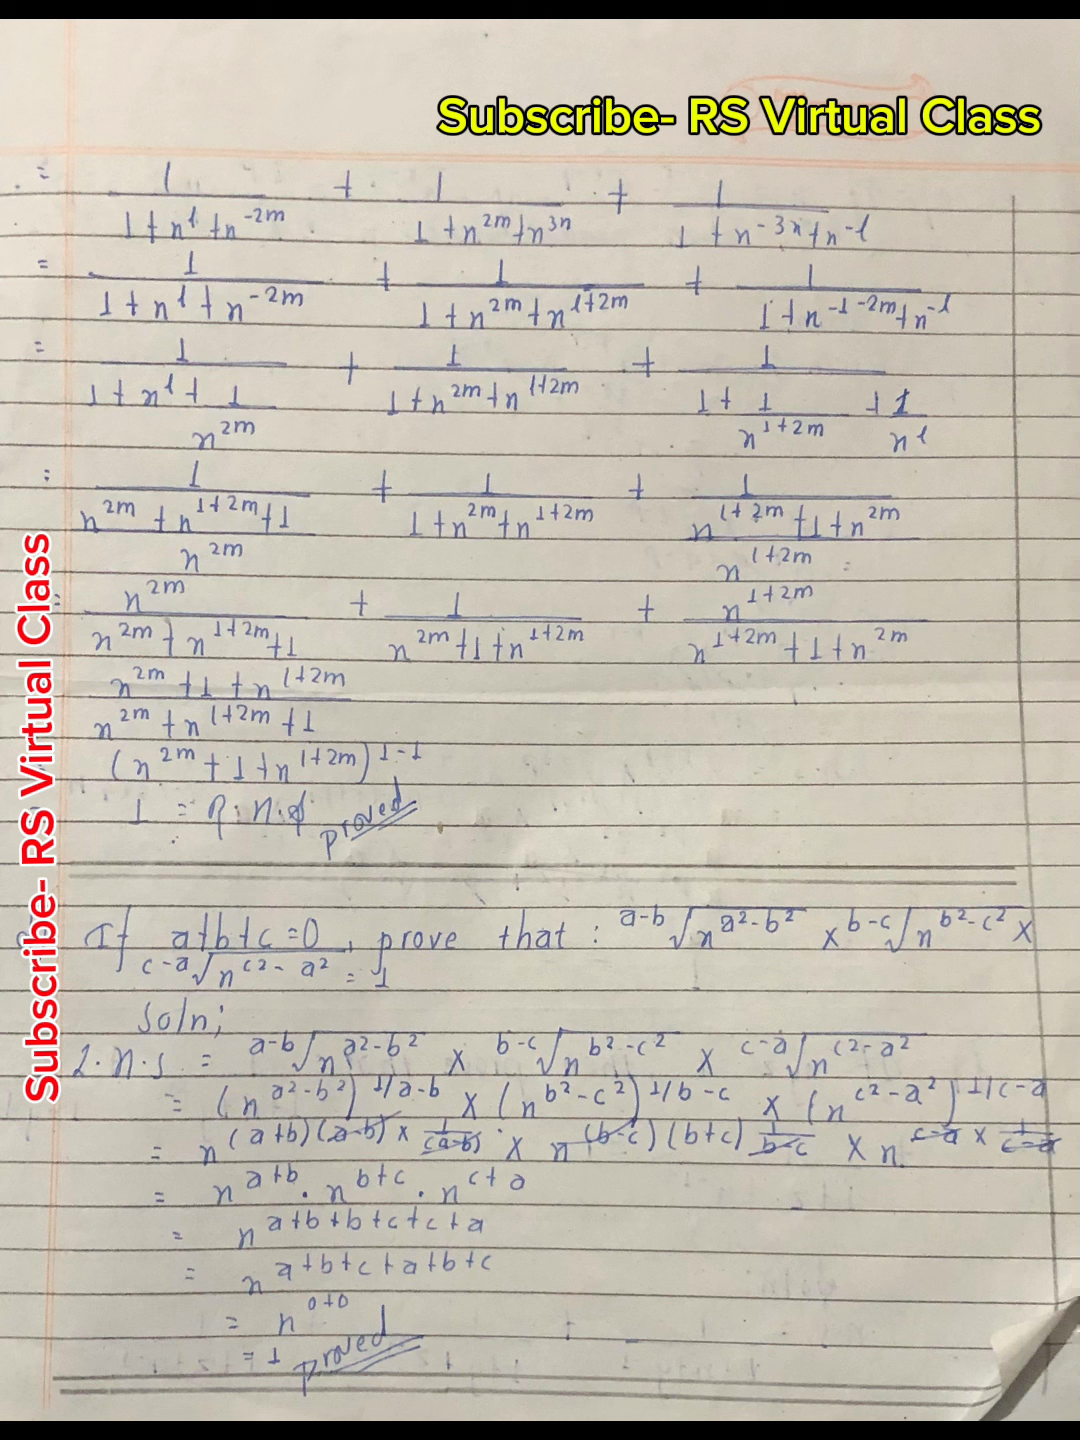 Subscribe- RS Virtual Class
= 1/(1+x^1+x^-2m) + 1/(1+x^2m+x^3n) + 1/(1+x^-3n+x^-1)
= 1/(1+x^1+x^-2m) + 1/(1+x^2m+x^1+2m) + 1/(1+x^-1-2m+x^-1)
= 1/(1+x^1+1/x^2m) + 1/(1+x^2m+x^1+2m) + 1/(1+1/x^1+2m+1/x^1)
: 1/((x^2m+x^1+2m+1)/x^2m) + 1/(1+x^2m+x^1+2m) + 1/((x^1+2m+1+x^2m)/x^1+2m)
= x^2m/(x^2m+x^1+2m+1) + 1/(x^2m+1+x^1+2m) + x^1+2m/(x^1+2m+1+x^2m)
(x^2m+1+x^1+2m)/(x^2m+x^1+2m+1)
(x^2m+1+x^1+2m)^1-1
1 = R.H.S proved
If a+b+c=0, prove that: a-b√x^a²-b² × b-c√x^b²-c² ×
c-a√x^c²-a² = 1
Soln;
L.H.S = a-b√x^a²-b² × b-c√x^b²-c² × c-a√x^c²-a²
= (x^a²-b²)^1/a-b × (x^b²-c²)^1/b-c × (x^c²-a²)^1/c-a
= x^(a+b)(a-b)×1/(a-b) × x^(b-c)(b+c) 1/b-c × x^c-a × 1/c-a
= x^a+b . x^b+c . x^c+a
= x^a+b+b+c+c+a
= x^a+b+c+a+b+c
= x^0+0
= 1 proved
Subscribe- RS Virtual Class